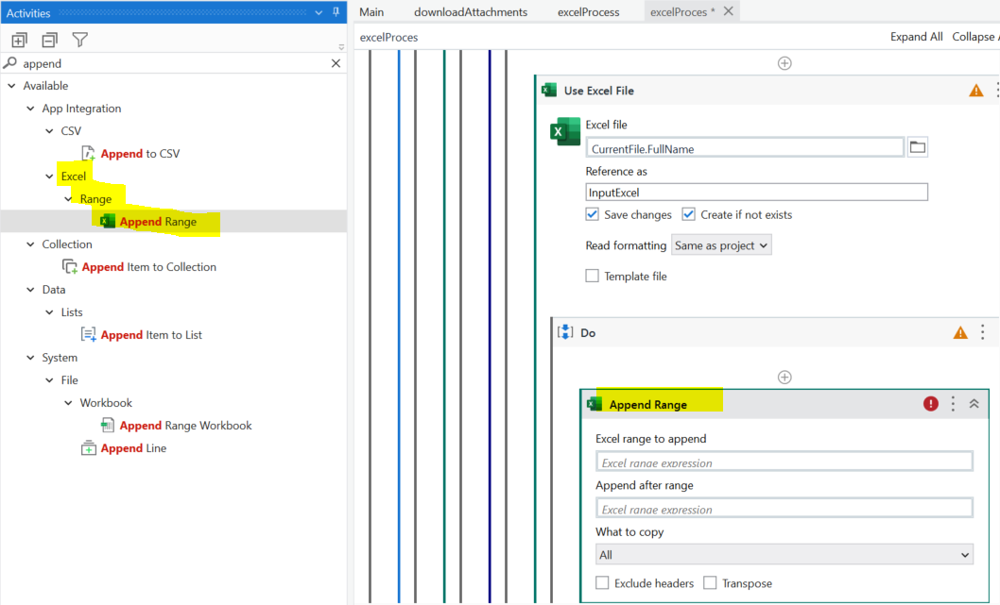 Activities
append
Available
App Integration
CSV
Append to CSV
Excel
Range
Append Range
Collection
Append Item to Collection
Data
Lists
Append Item to List
System
File
Workbook
Append Range Workbook
Append Line
Main downloadAttachments excelProcess excelProces *
excelProces Expand All Collapse A
Use Excel File
Excel file
CurrentFile.FullName
Reference as
InputExcel
Save changes Create if not exists
Read formatting Same as project
Template file
Do
Append Range
Excel range to append
Excel range expression
Append after range
Excel range expression
What to copy
All
Exclude headers Transpose